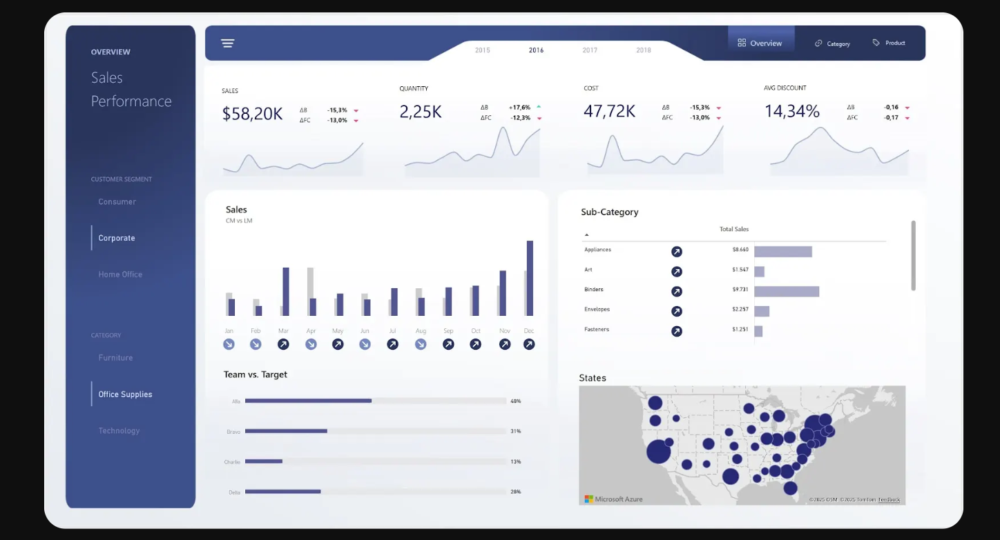 OVERVIEW
Sales
Performance
CUSTOMER SEGMENT
Consumer
Corporate
Home Office
CATEGORY
Furniture
Office Supplies
Technology
2015 2016 2017 2018
Overview Category Product
SALES
$58,20K
ΔB -15,3%
ΔFC -13,0%
QUANTITY
2,25K
ΔB +17,6%
ΔFC -12,3%
COST
47,72K
ΔB -15,3%
ΔFC -13,0%
AVG DISCOUNT
14,34%
ΔB -0,16
ΔFC -0,17
Sales
CM vs LM
Jan Feb Mar Apr May Jun Jul Aug Sep Oct Nov Dec
Team vs. Target
Alfa 48%
Bravo 31%
Charlie 13%
Delta 28%
Sub-Category
Total Sales
Appliances $8.660
Art $1.547
Binders $9.731
Envelopes $2.257
Fasteners $1.251
States
Microsoft Azure
©2025 OSM ©2025 TomTom Feedback